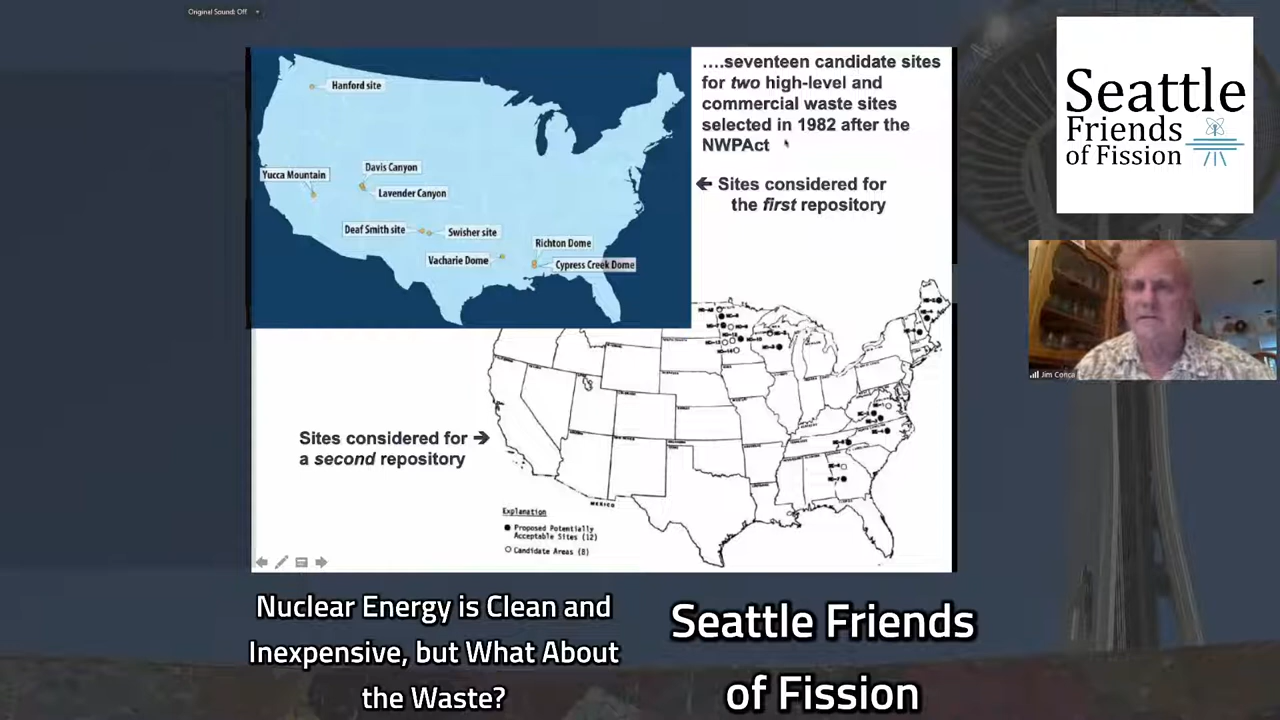 Original Sound: Off
Hanford site
Davis Canyon
Yucca Mountain
Lavender Canyon
Deaf Smith site
Swisher site
Richton Dome
Vacharie Dome
Cypress Creek Dome
....seventeen candidate sites
for two high-level and
commercial waste sites
selected in 1982 after the
NWPAct
← Sites considered for
the first repository
Sites considered for →
a second repository
MEXICO
Explanation
Proposed Potentially
Acceptable Sites (12)
Candidate Areas (8)
Seattle
Friends
of Fission
Jim Conca
Nuclear Energy is Clean and
Inexpensive, but What About
the Waste?
Seattle Friends
of Fission